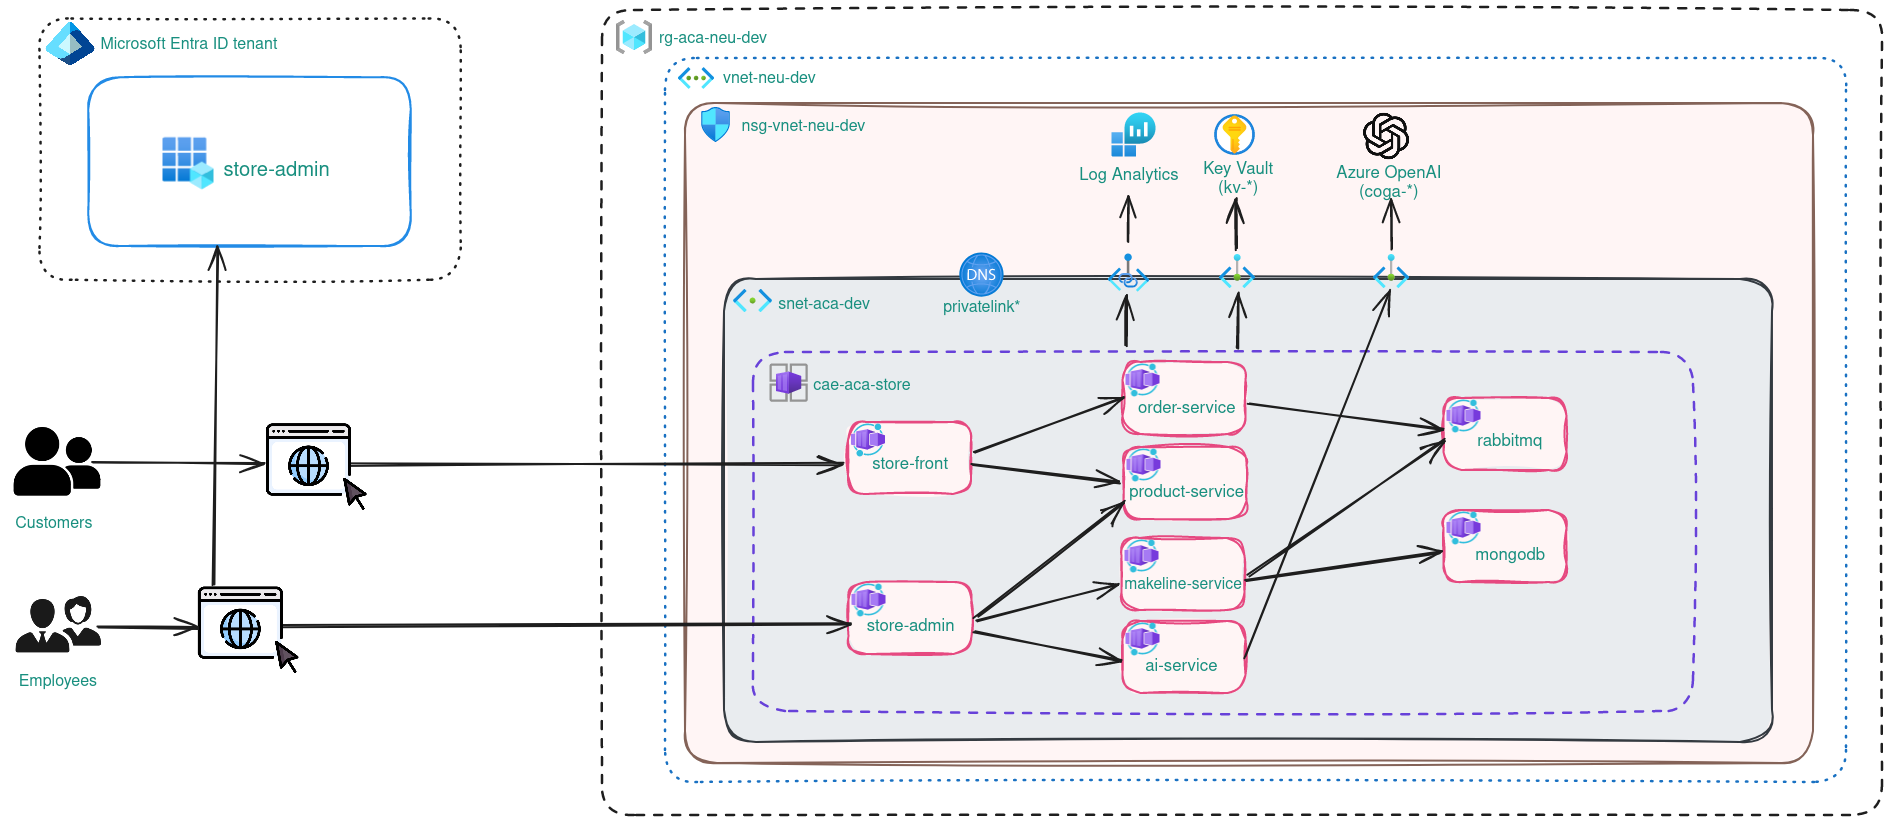 Microsoft Entra ID tenant
store-admin
Customers
Employees
rg-aca-neu-dev
vnet-neu-dev
nsg-vnet-neu-dev
Log Analytics
Key Vault
(kv-*)
Azure OpenAI
(coga-*)
DNS
privatelink*
snet-aca-dev
cae-aca-store
store-front
store-admin
order-service
product-service
makeline-service
ai-service
rabbitmq
mongodb